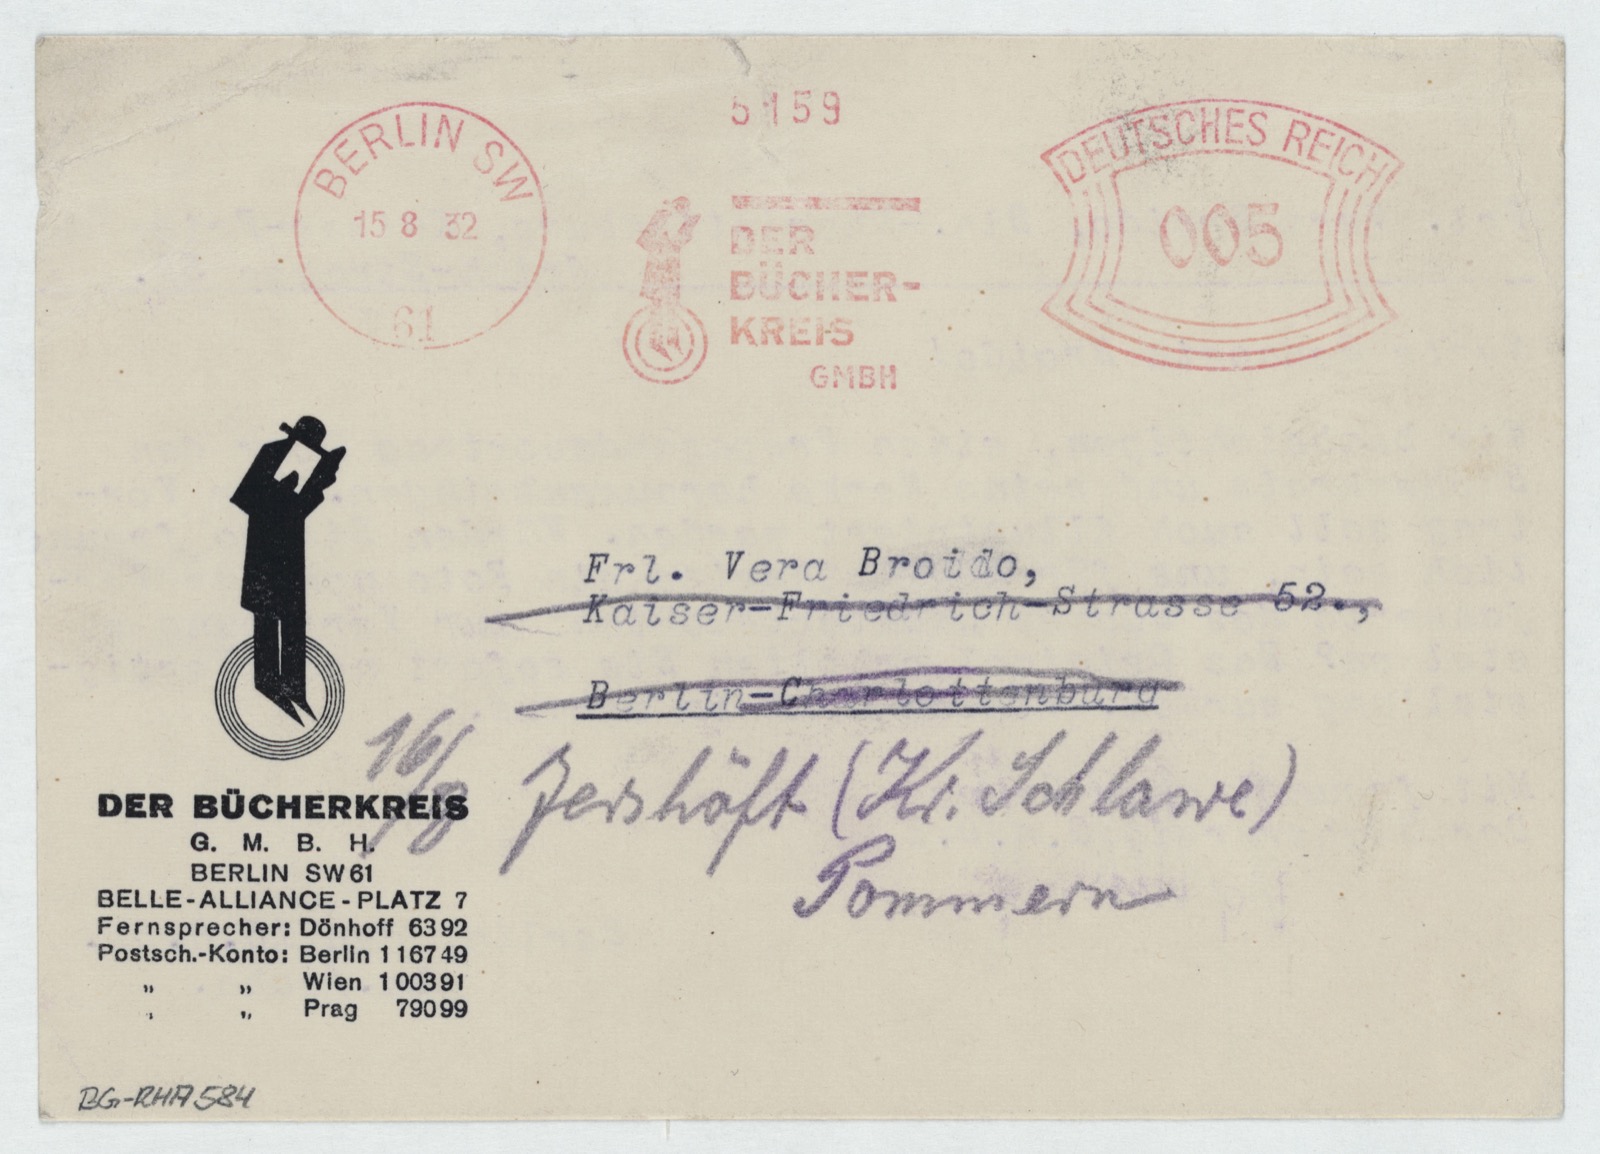 BERLIN SW
15 8 32
61
5159
DER
BÜCHER-
KREIS
GMBH
DEUTSCHES REICH
005
Frl. Vera Broido,
Kaiser-Friedrich-Strasse 52.,
Berlin-Charlottenburg
16/8 Jershöft (Kr. Schlawe)
Pommern
DER BÜCHERKREIS
G. M. B. H.
BERLIN SW61
BELLE-ALLIANCE-PLATZ 7
Fernsprecher: Dönhoff 6392
Postsch.-Konto: Berlin 116749
„ „ Wien 100391
„ „ Prag 79099
BG-RHA 584